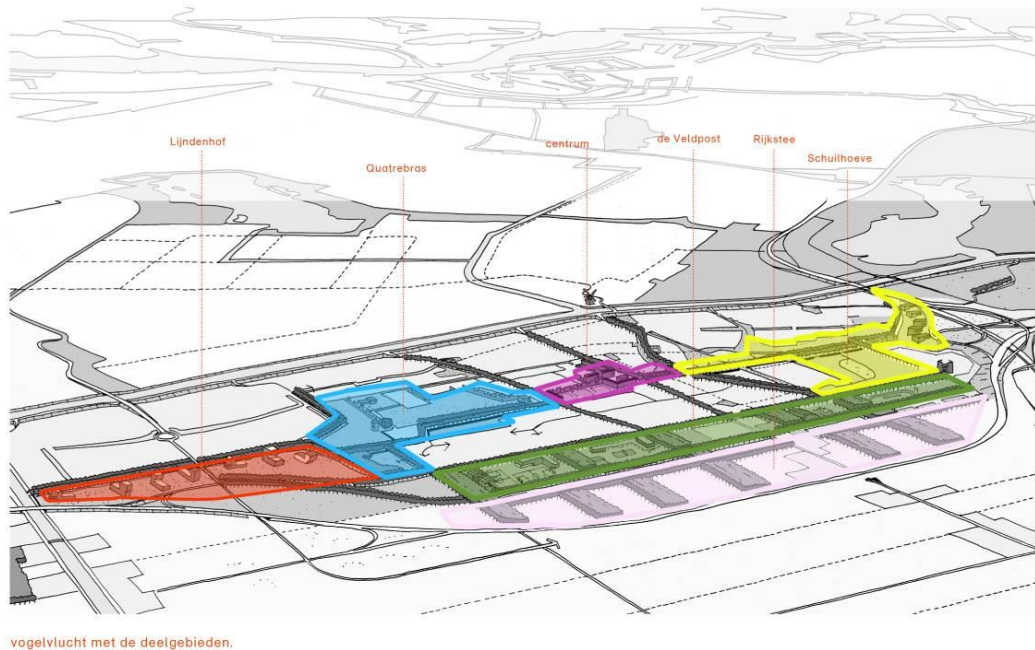 Lijndenhof
Quatrebras
centrum
de Veldpost
Rijkstee
Schuilhoeve
vogelvlucht met de deelgebieden.